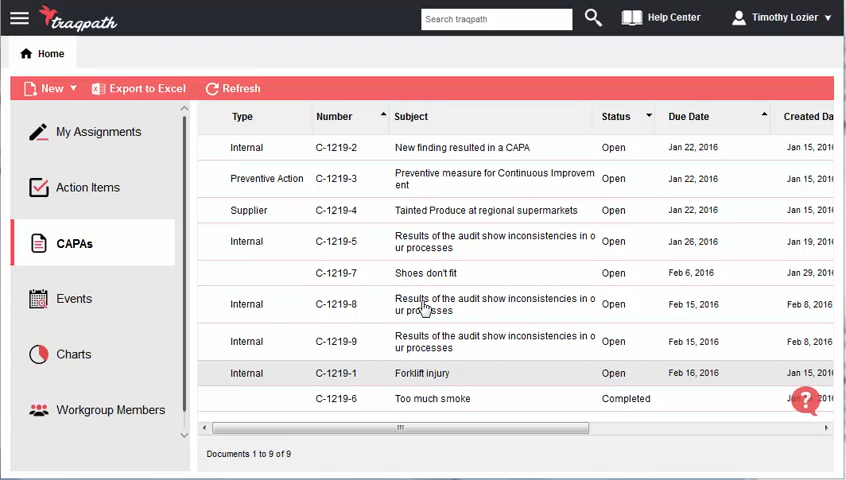 traqpath
Search traqpath
Help Center
Timothy Lozier
Home
New
Export to Excel
Refresh
My Assignments
Action Items
CAPAs
Events
Charts
Workgroup Members
Type Number Subject Status Due Date Created Da
Internal C-1219-2 New finding resulted in a CAPA Open Jan 22, 2016 Jan 15, 2016
Preventive Action C-1219-3 Preventive measure for Continuous Improvem Open Jan 22, 2016 Jan 15, 2016
ent
Supplier C-1219-4 Tainted Produce at regional supermarkets Open Jan 22, 2016 Jan 15, 2016
Internal C-1219-5 Results of the audit show inconsistencies in o Open Jan 26, 2016 Jan 19, 2016
ur processes
C-1219-7 Shoes don't fit Open Feb 6, 2016 Jan 29, 2016
Internal C-1219-8 Results of the audit show inconsistencies in o Open Feb 15, 2016 Feb 8, 2016
ur processes
Internal C-1219-9 Results of the audit show inconsistencies in o Open Feb 15, 2016 Feb 8, 2016
ur processes
Internal C-1219-1 Forklift injury Open Feb 16, 2016 Jan 15, 2016
C-1219-6 Too much smoke Completed 2016
?
Documents 1 to 9 of 9